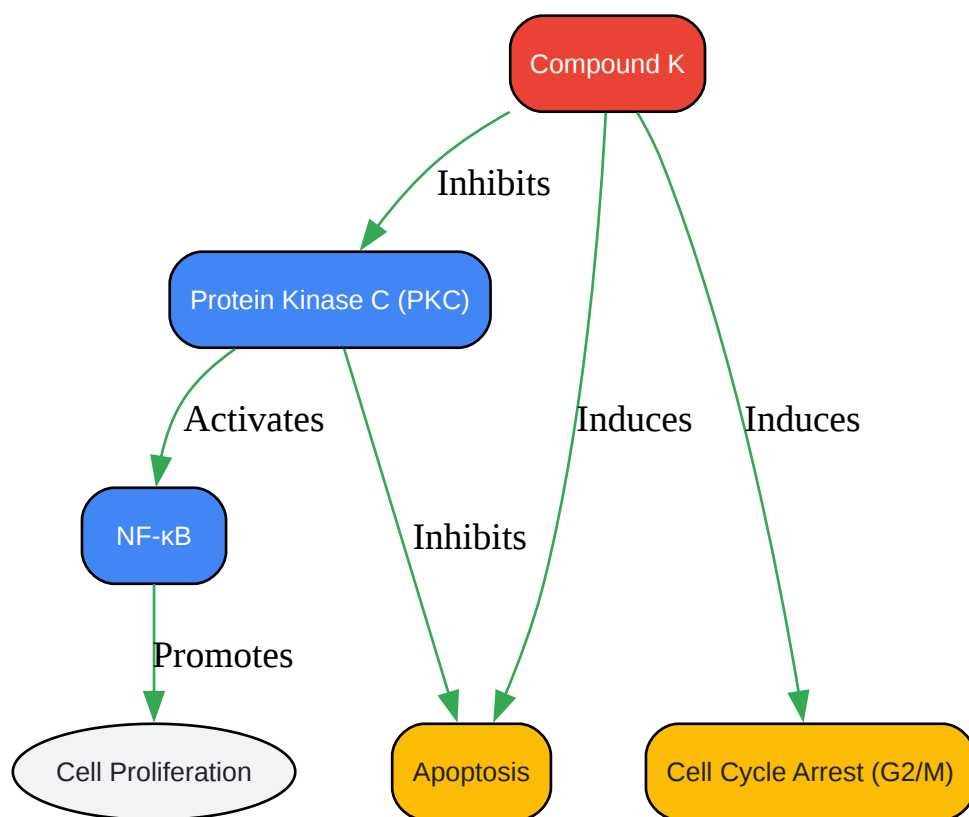 Compound K
Inhibits
Protein Kinase C (PKC)
Activates
Induces
Induces
NF-κB
Inhibits
Promotes
Cell Proliferation
Apoptosis
Cell Cycle Arrest (G2/M)